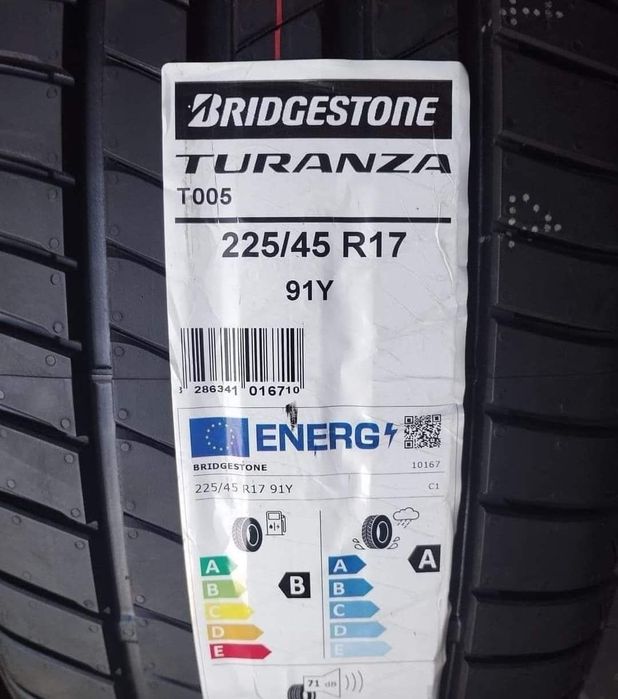 BRIDGESTONE
TURANZA
T005
225/45 R17
91Y
286341 016710
ENERG
BRIDGESTONE 10167
225/45 R17 91Y C1
A
B
C
D
E
B
A
B
C
D
E
A
71 dB